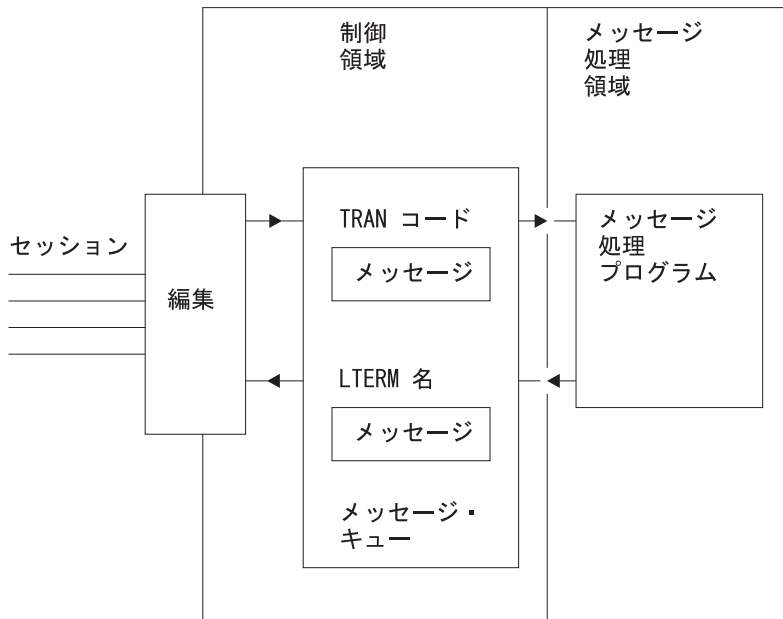 制御
領域
メッセージ
処理
領域
セッション
編集
TRAN コード
メッセージ
LTERM 名
メッセージ
メッセージ・
キュー
メッセージ
処理
プログラム